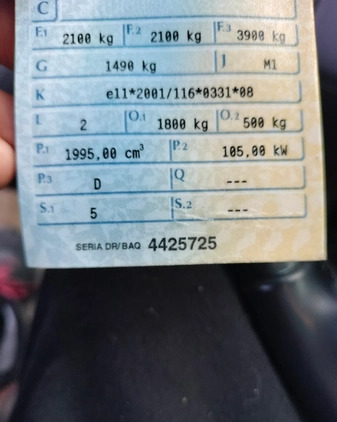 C
F.1 2100 kg F.2 2100 kg F.3 3900 kg
G 1490 kg J M1
K e11*2001/116*0331*08
L 2 O.1 1800 kg O.2 500 kg
P.1 1995,00 cm³ P.2 105,00 kW
P.3 D Q ---
S.1 5 S.2 ---
SERIA DR/BAQ 4425725